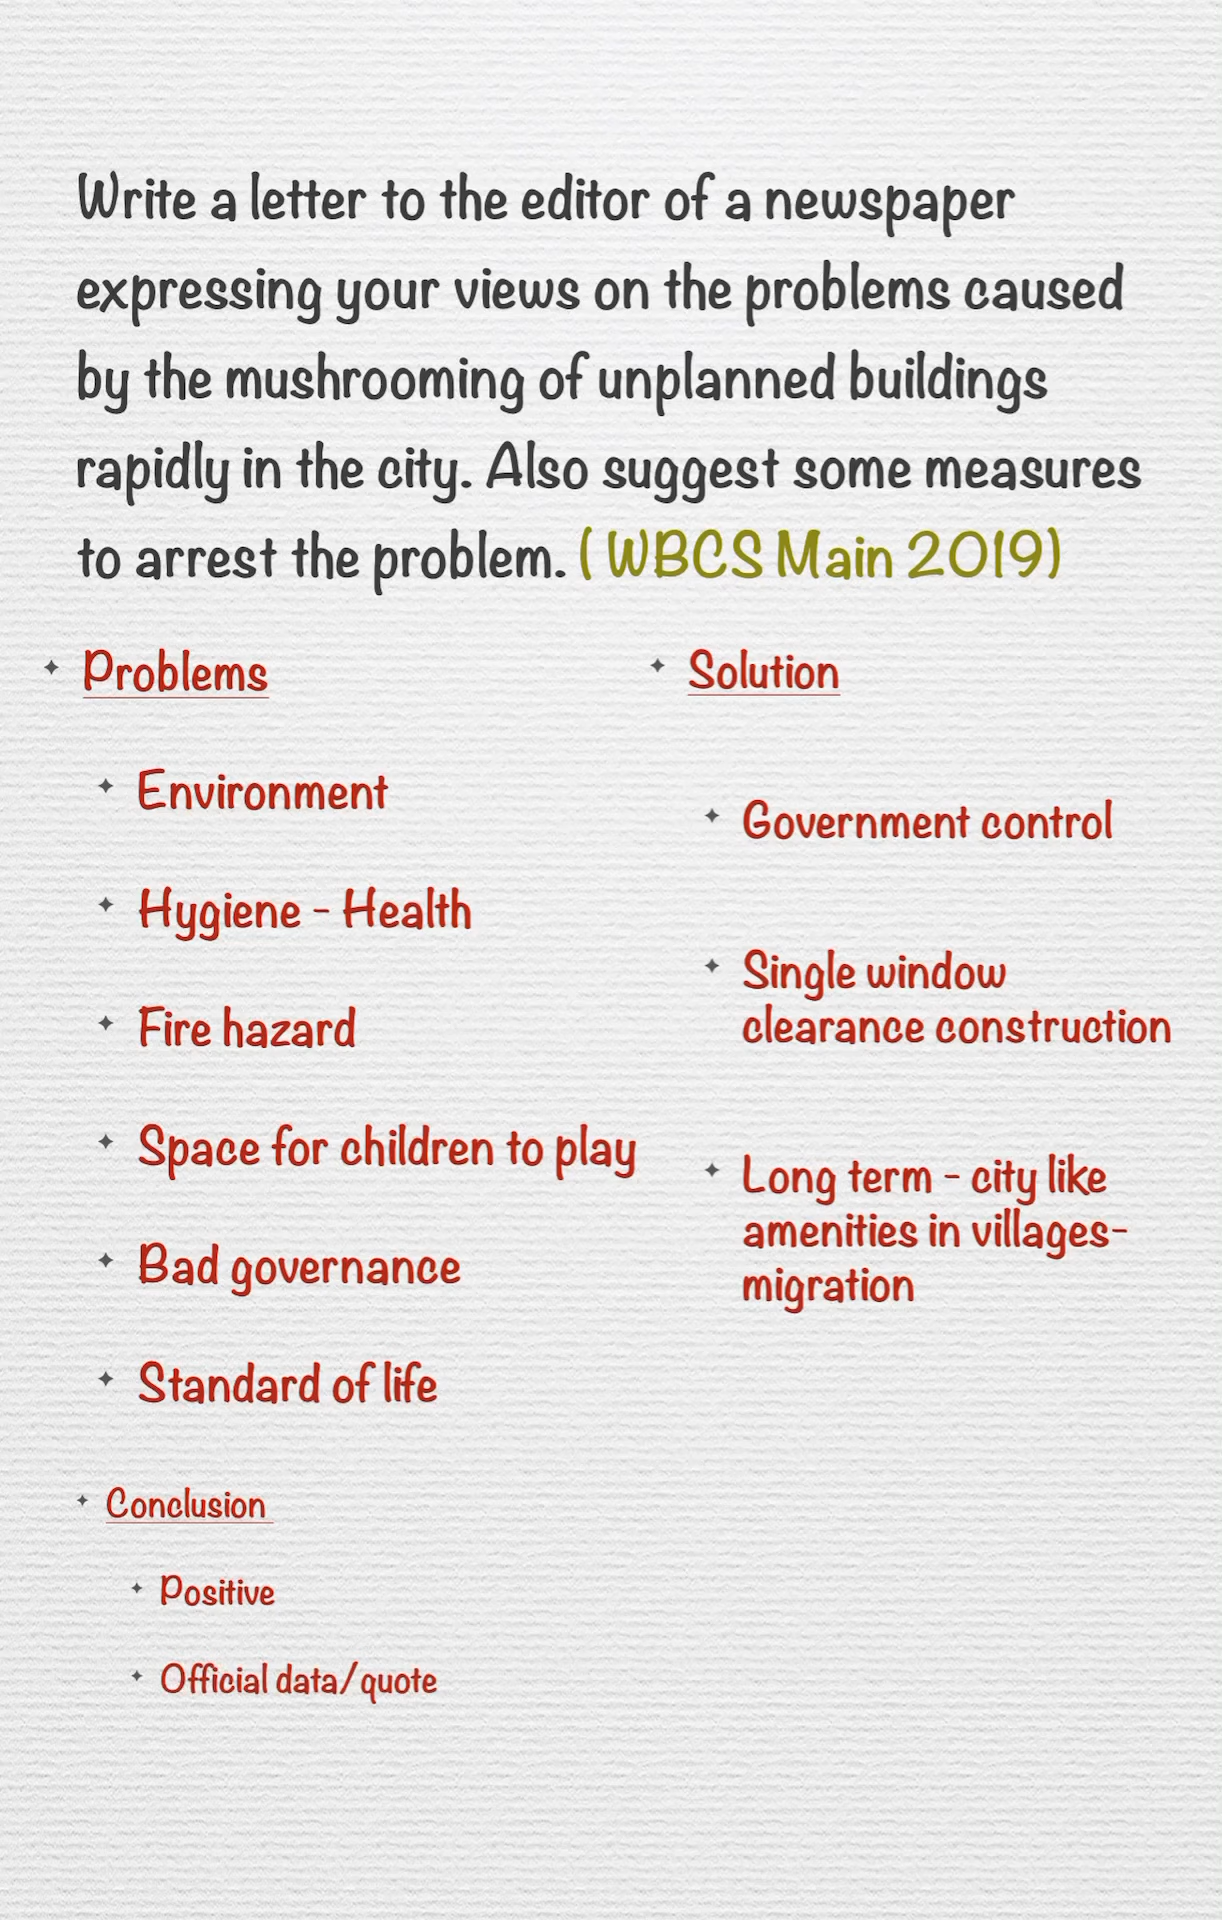 Write a letter to the editor of a newspaper
expressing your views on the problems caused
by the mushrooming of unplanned buildings
rapidly in the city. Also suggest some measures
to arrest the problem. ( WBCS Main 2019)
Problems
Environment
Hygiene - Health
Fire hazard
Space for children to play
Bad governance
Standard of life
Solution
Government control
Single window
clearance construction
Long term - city like
amenities in villages-
migration
Conclusion
Positive
Official data/quote